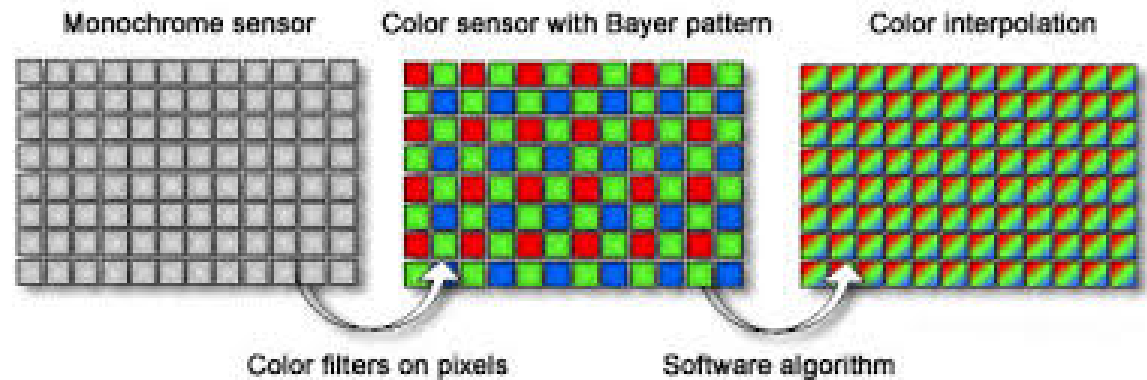 Monochrome sensor
Color sensor with Bayer pattern
Color interpolation
Color filters on pixels
Software algorithm